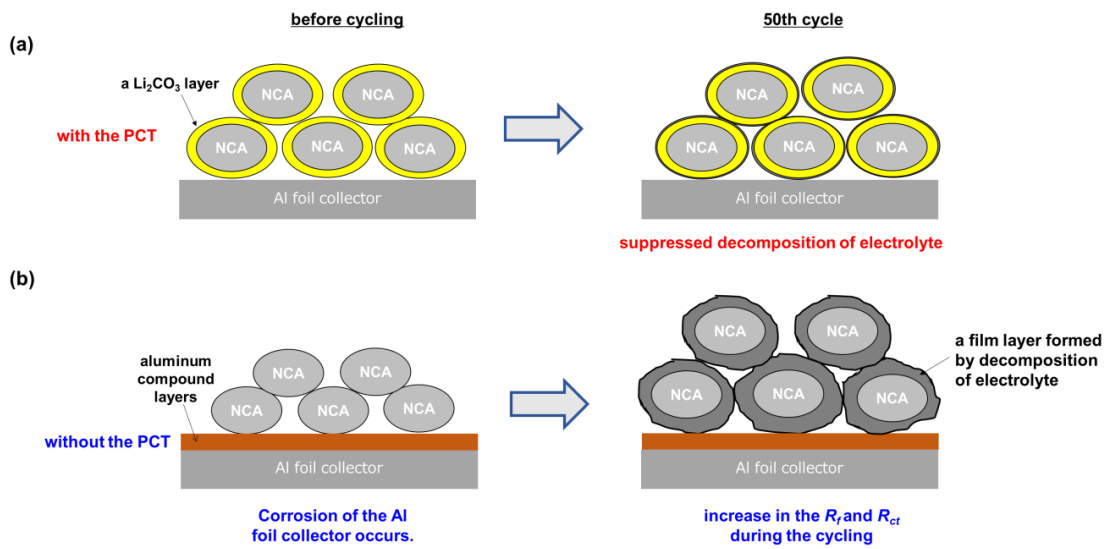 before cycling
50th cycle
(a)
a Li₂CO₃ layer
NCA
NCA
NCA
NCA
with the PCT
NCA
NCA
NCA
NCA
NCA
NCA
Al foil collector
Al foil collector
suppressed decomposition of electrolyte
(b)
aluminum
compound
layers
NCA
NCA
NCA
NCA
NCA
NCA
NCA
NCA
NCA
NCA
a film layer formed
by decomposition
of electrolyte
without the PCT
Al foil collector
Al foil collector
Corrosion of the Al
foil collector occurs.
increase in the Rf and Rct
during the cycling